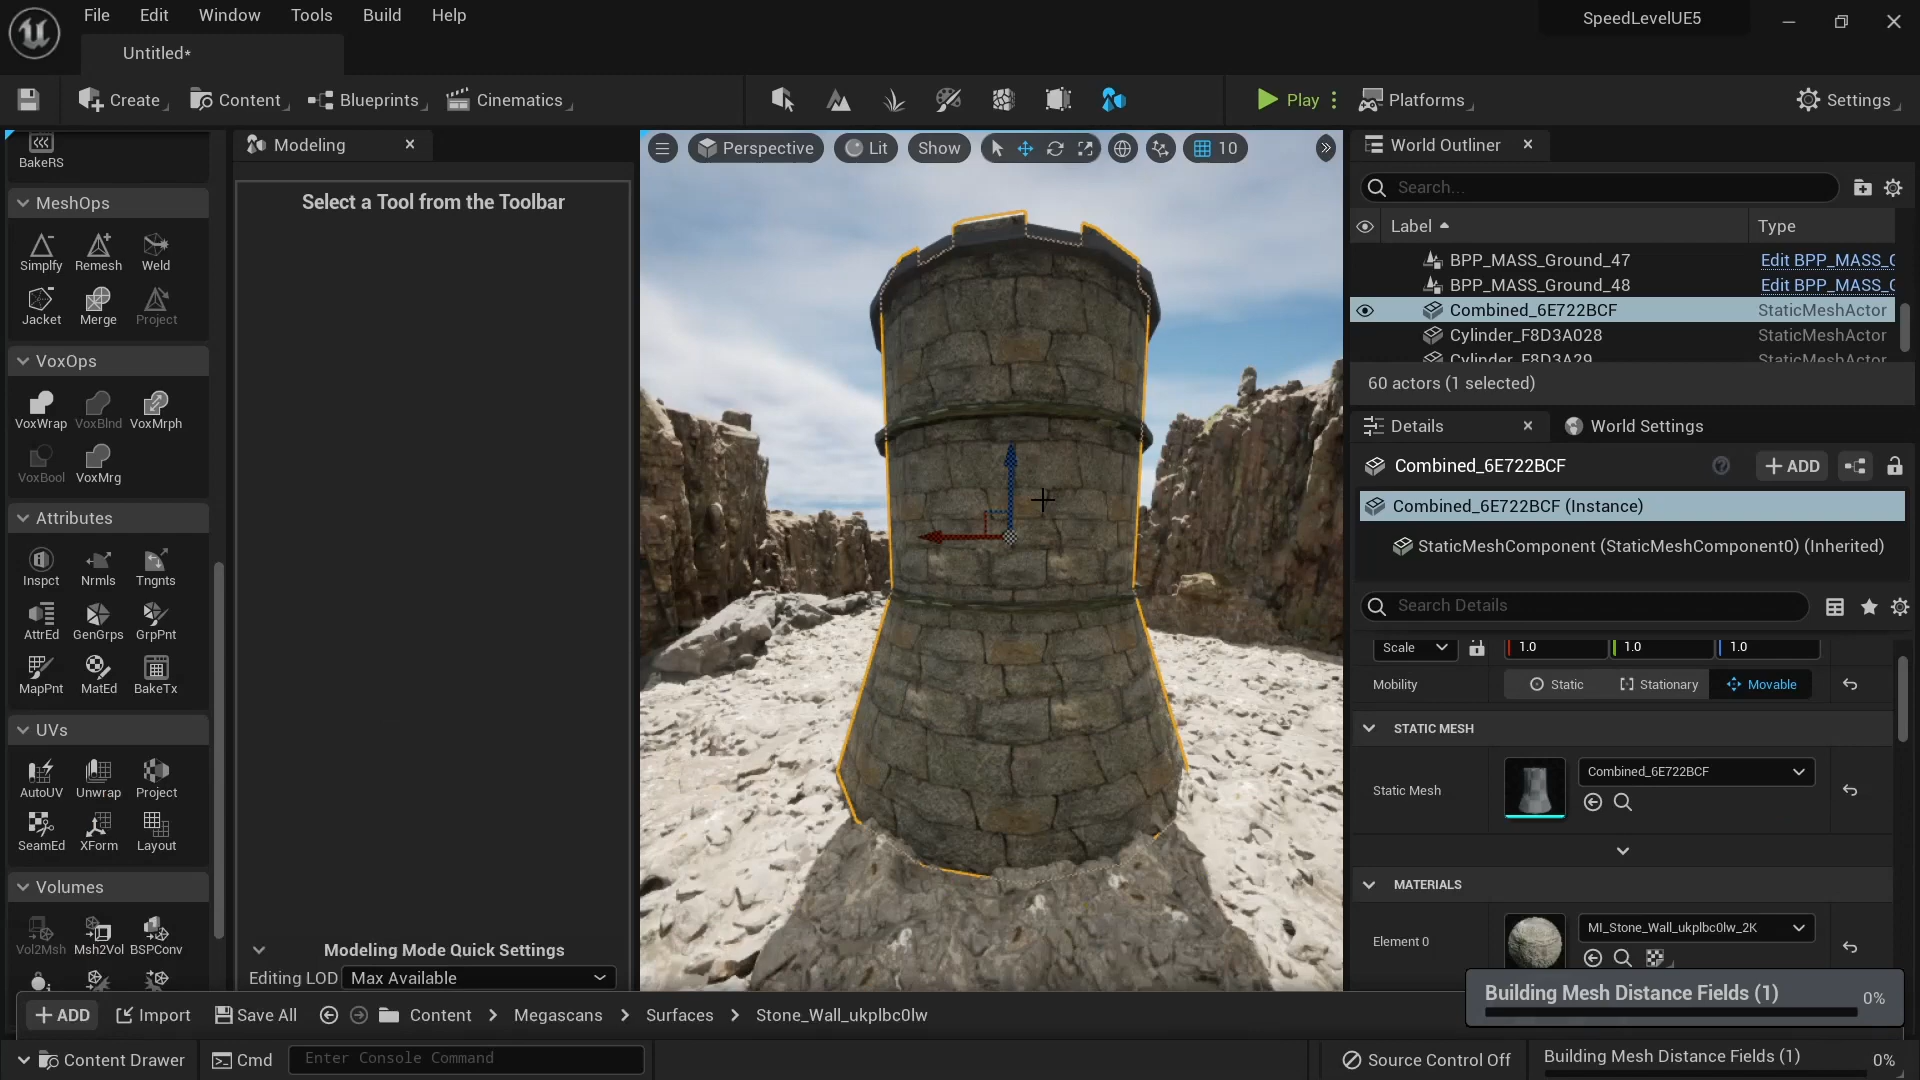 File
Edit
Window
Tools
Build
Help
SpeedLevelUE5
Untitled*
Create
Content
Blueprints
Cinematics
Play
Platforms
Settings
BakeRS
MeshOps
Simplfy
Remesh
Weld
Jacket
Merge
Project
VoxOps
VoxWrap
VoxBlnd
VoxMrph
VoxBool
VoxMrg
Attributes
Inspct
Nrmls
Tngnts
AttrEd
GenGrps
GrpPnt
MapPnt
MatEd
BakeTx
UVs
AutoUV
Unwrap
Project
SeamEd
XForm
Layout
Volumes
Vol2Msh
Msh2Vol
BSPConv
Modeling
Select a Tool from the Toolbar
Modeling Mode Quick Settings
Editing LOD
Max Available
Perspective
Lit
Show
10
World Outliner
Search...
Label
Type
BPP_MASS_Ground_47
Edit BPP_MASS_G
BPP_MASS_Ground_48
Edit BPP_MASS_G
Combined_6E722BCF
StaticMeshActor
Cylinder_F8D3A028
StaticMeshActor
Cylinder_F8D3A29
StaticMeshActor
60 actors (1 selected)
Details
World Settings
Combined_6E722BCF
ADD
Combined_6E722BCF (Instance)
StaticMeshComponent (StaticMeshComponent0) (Inherited)
Search Details
Scale
1.0
1.0
1.0
Mobility
Static
Stationary
Movable
STATIC MESH
Static Mesh
Combined_6E722BCF
MATERIALS
Element 0
MI_Stone_Wall_ukplbc0lw_2K
Building Mesh Distance Fields (1)
0%
ADD
Import
Save All
Content
Megascans
Surfaces
Stone_Wall_ukplbc0lw
Content Drawer
Cmd
Enter Console Command
Source Control Off
Building Mesh Distance Fields (1)
0%